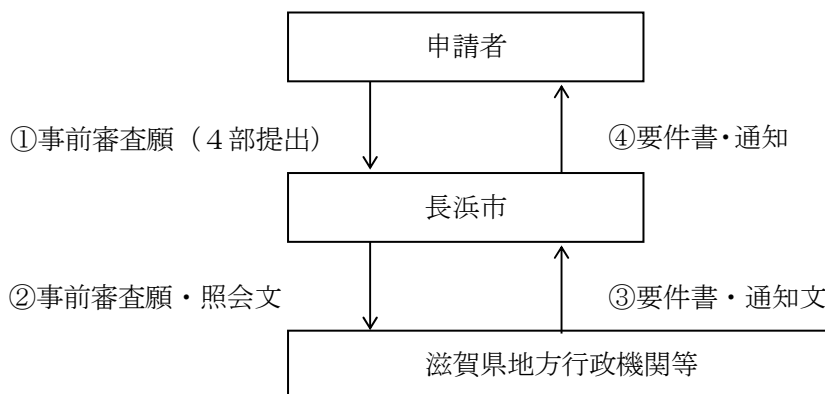 申請者
①事前審査願（４部提出）
④要件書・通知
長浜市
②事前審査願・照会文
③要件書・通知文
滋賀県地方行政機関等